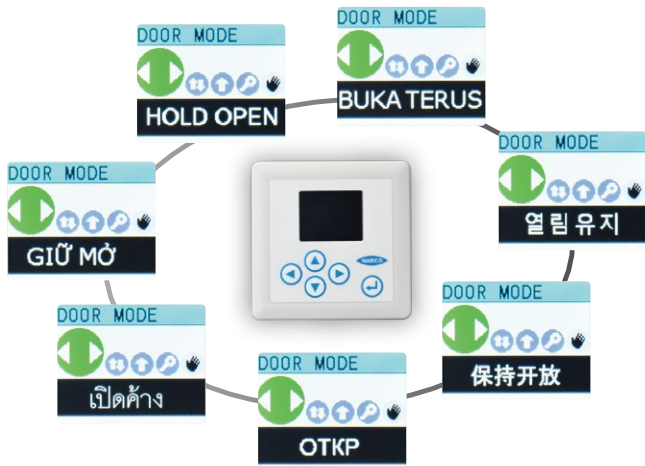 DOOR MODE
HOLD OPEN
DOOR MODE
BUKA TERUS
DOOR MODE
열림유지
DOOR MODE
保持开放
DOOR MODE
ОТКР
DOOR MODE
เปิดค้าง
DOOR MODE
GIỮ MỞ
NABCO